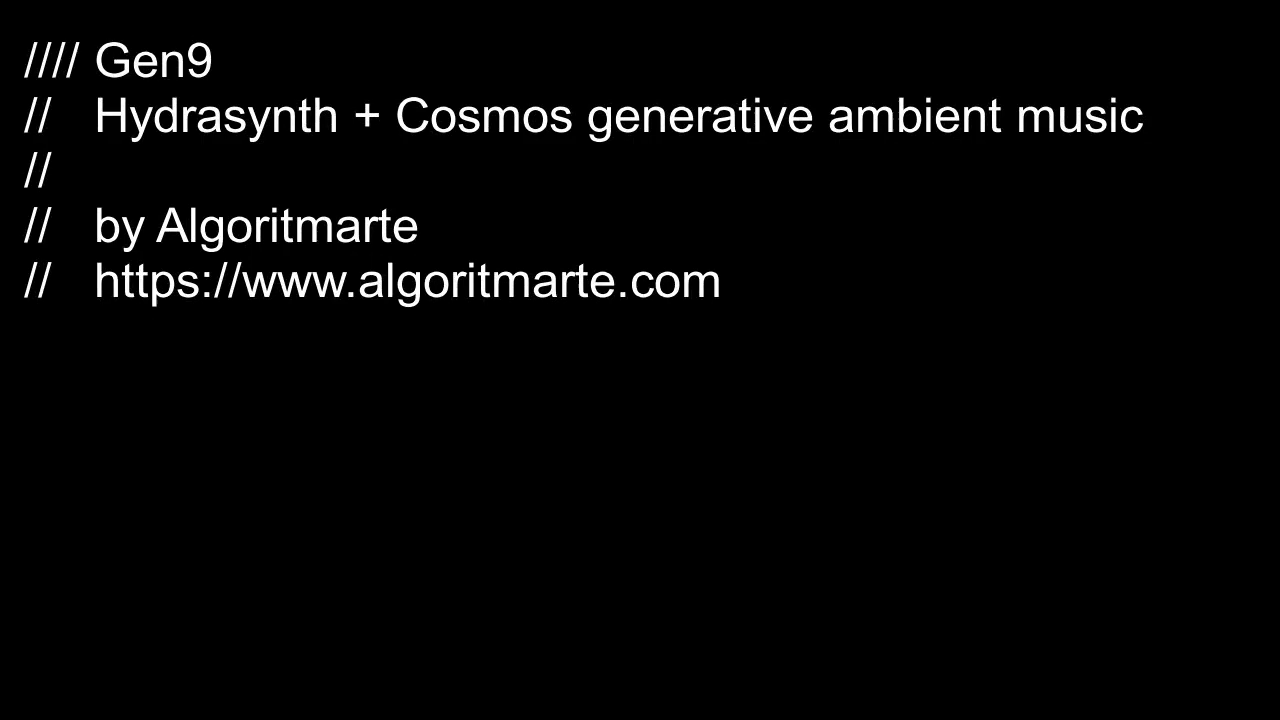 //// Gen9
// Hydrasynth + Cosmos generative ambient music
//
// by Algoritmarte
// https://www.algoritmarte.com